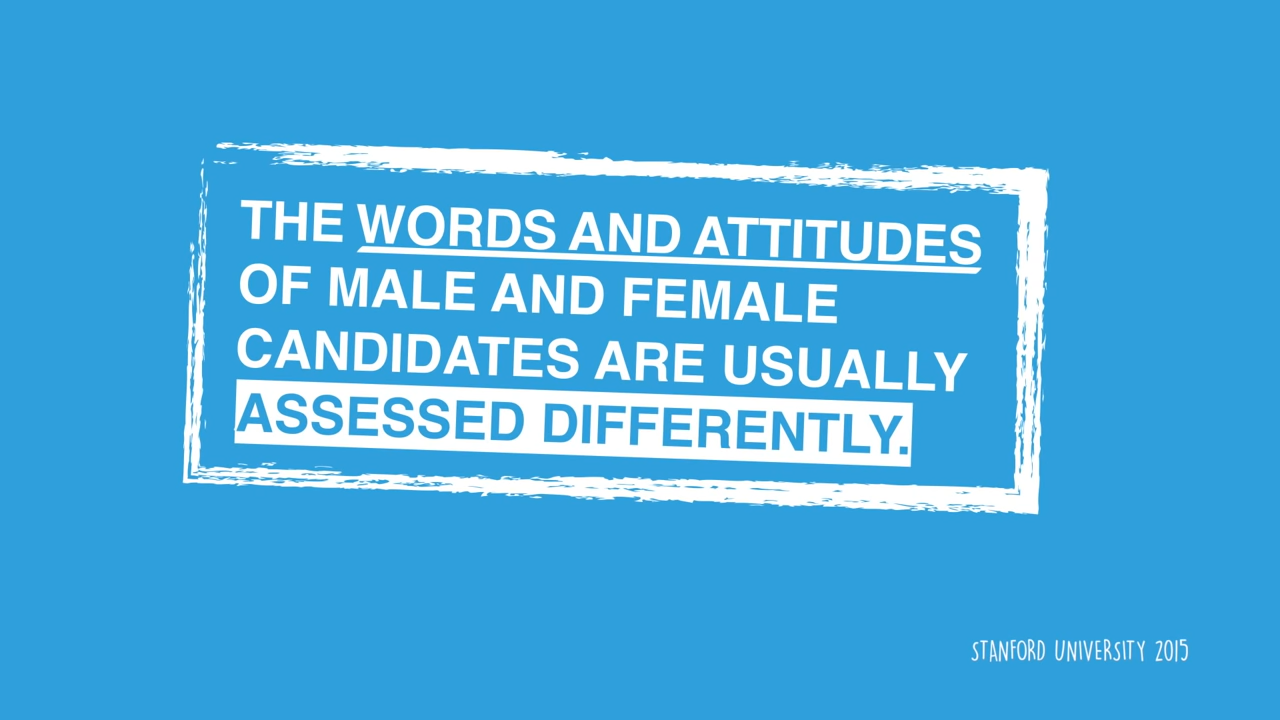 THE WORDS AND ATTITUDES
OF MALE AND FEMALE
CANDIDATES ARE USUALLY
ASSESSED DIFFERENTLY.
STANFORD UNIVERSITY 2015